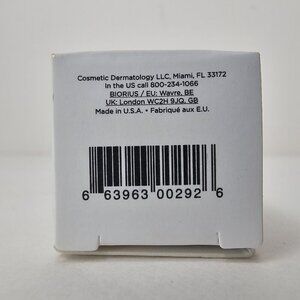 Cosmetic Dermatology LLC, Miami, FL 33172
In the US call 800-234-1066
BIORIUS / EU: Wavre, BE
UK: London WC2H 9JQ, GB
Made in U.S.A. • Fabriqué aux E.U.
6 63963 00292 6